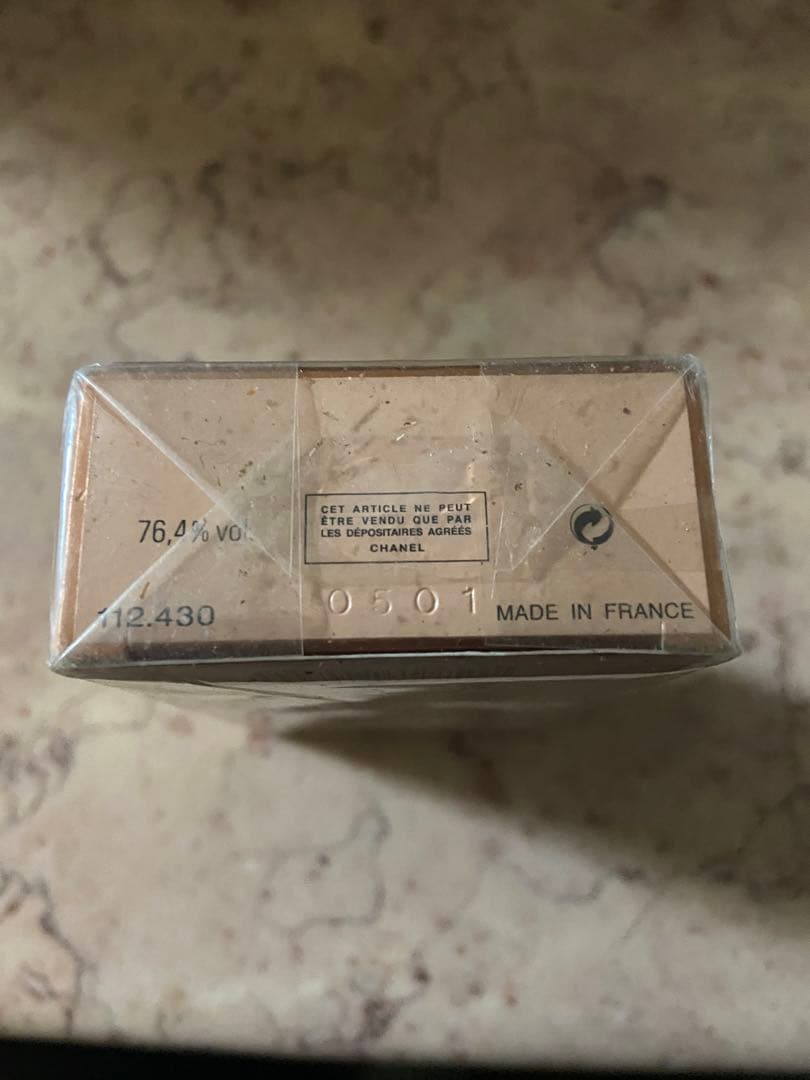 76,4% vol.
CET ARTICLE NE PEUT
ÊTRE VENDU QUE PAR
LES DÉPOSITAIRES AGRÉÉS
CHANEL
112.430
0501
MADE IN FRANCE